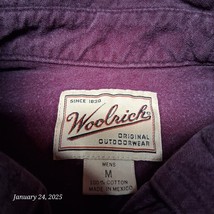 SINCE 1830
Woolrich
ORIGINAL
OUTDOORWEAR
MENS
M
100% COTTON
MADE IN MEXICO
January 24, 2025